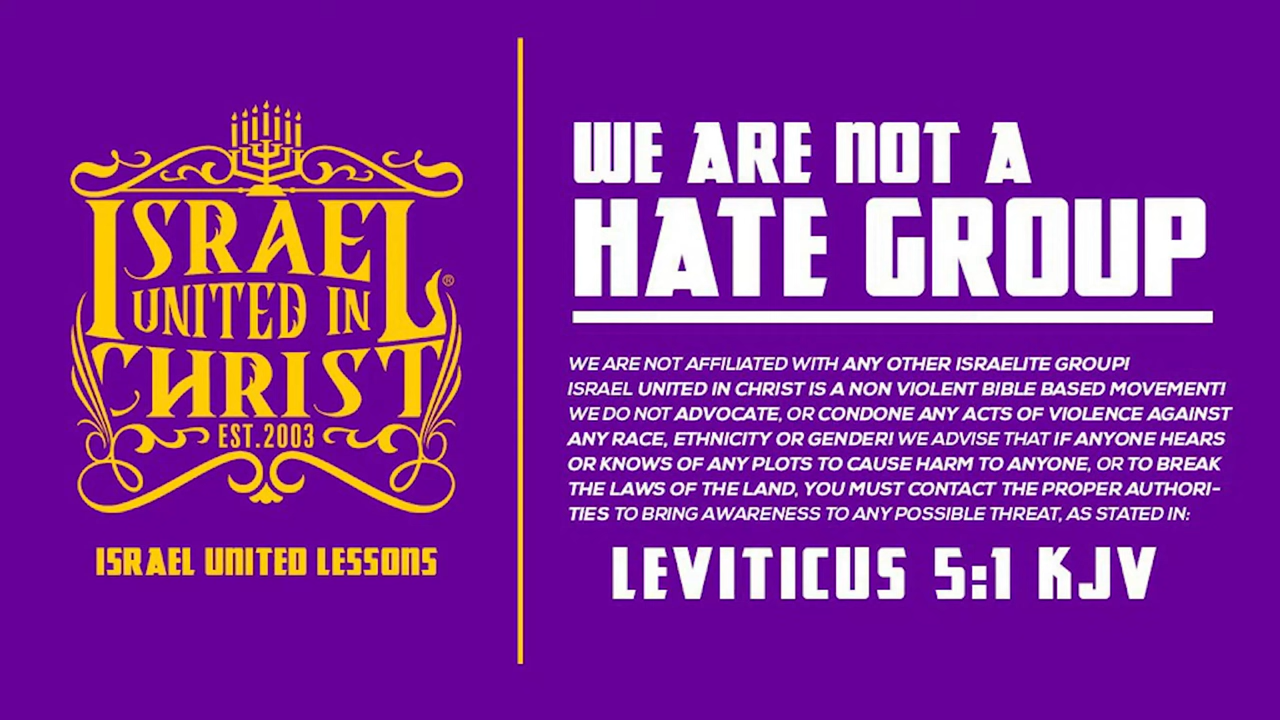 ISRAEL
UNITED IN
CHRIST
®
EST.2003
ISRAEL UNITED LESSONS
WE ARE NOT A
HATE GROUP
WE ARE NOT AFFILIATED WITH ANY OTHER ISRAELITE GROUP!
ISRAEL UNITED IN CHRIST IS A NON VIOLENT BIBLE BASED MOVEMENT!
WE DO NOT ADVOCATE, OR CONDONE ANY ACTS OF VIOLENCE AGAINST
ANY RACE, ETHNICITY OR GENDER! WE ADVISE THAT IF ANYONE HEARS
OR KNOWS OF ANY PLOTS TO CAUSE HARM TO ANYONE, OR TO BREAK
THE LAWS OF THE LAND, YOU MUST CONTACT THE PROPER AUTHORI-
TIES TO BRING AWARENESS TO ANY POSSIBLE THREAT, AS STATED IN:
LEVITICUS 5:1 KJV